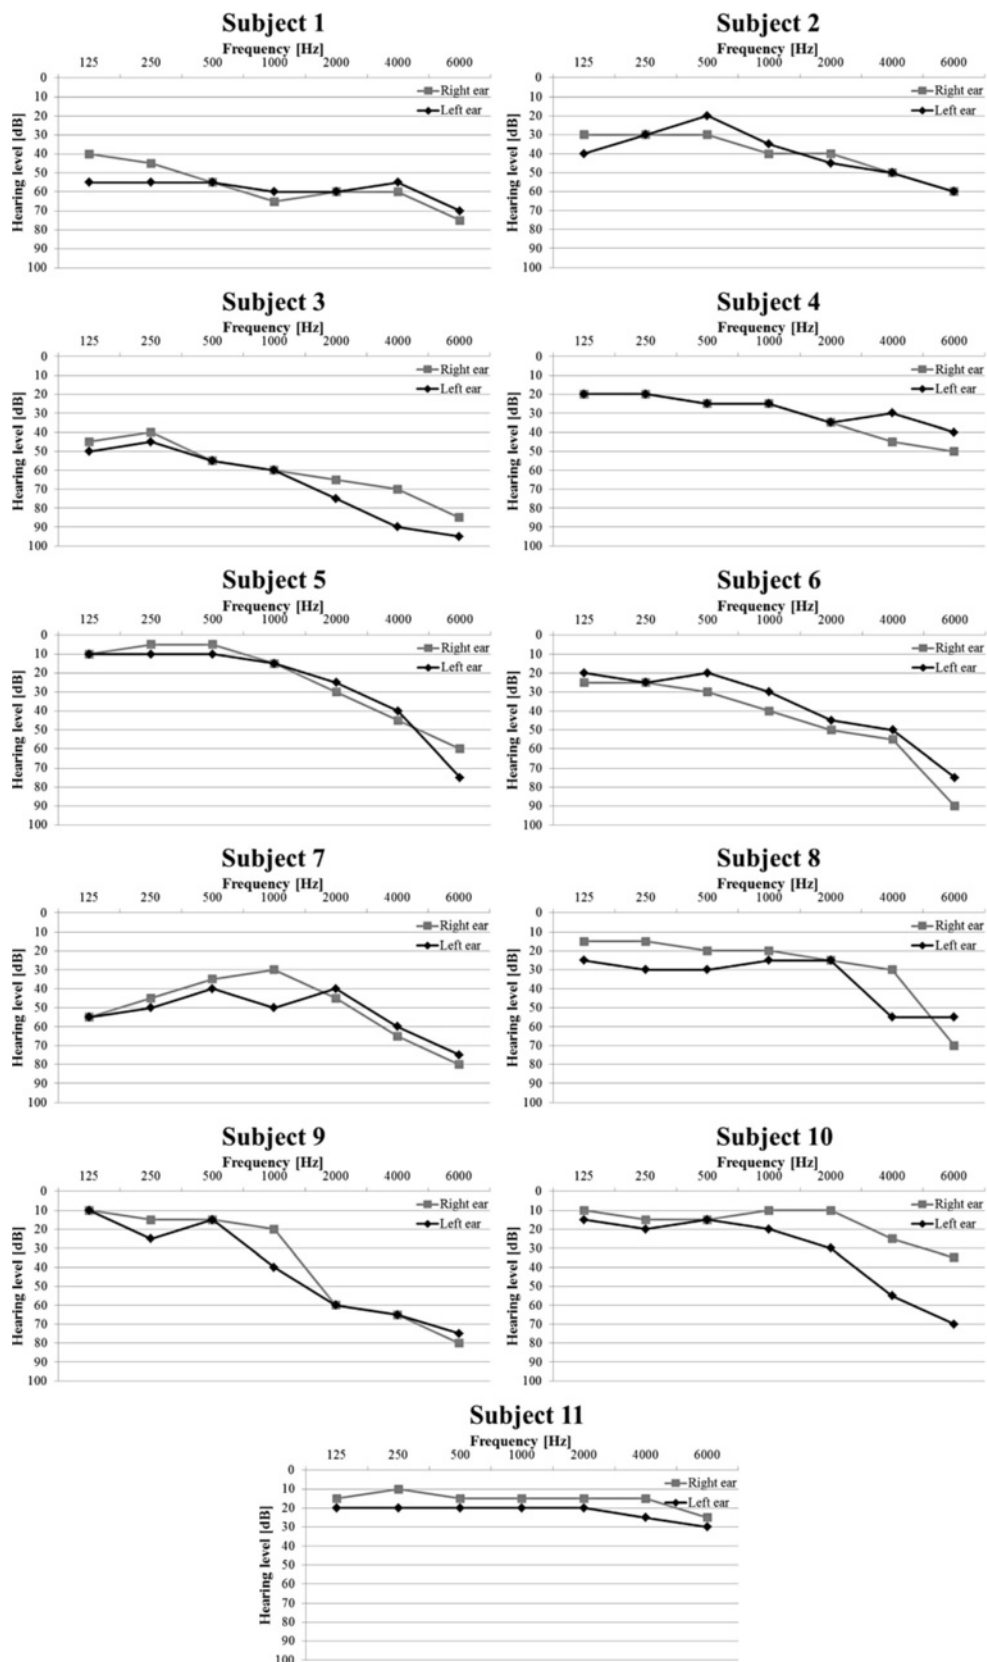 Subject 1
Frequency [Hz]
125 250 500 1000 2000 4000 6000
Hearing level [dB]
0
10
20
30
40
50
60
70
80
90
100
Right ear
Left ear
Subject 2
Frequency [Hz]
125 250 500 1000 2000 4000 6000
Hearing level [dB]
0
10
20
30
40
50
60
70
80
90
100
Right ear
Left ear
Subject 3
Frequency [Hz]
125 250 500 1000 2000 4000 6000
Hearing level [dB]
0
10
20
30
40
50
60
70
80
90
100
Right ear
Left ear
Subject 4
Frequency [Hz]
125 250 500 1000 2000 4000 6000
Hearing level [dB]
0
10
20
30
40
50
60
70
80
90
100
Right ear
Left ear
Subject 5
Frequency [Hz]
125 250 500 1000 2000 4000 6000
Hearing level [dB]
0
10
20
30
40
50
60
70
80
90
100
Right ear
Left ear
Subject 6
Frequency [Hz]
125 250 500 1000 2000 4000 6000
Hearing level [dB]
0
10
20
30
40
50
60
70
80
90
100
Right ear
Left ear
Subject 7
Frequency [Hz]
125 250 500 1000 2000 4000 6000
Hearing level [dB]
0
10
20
30
40
50
60
70
80
90
100
Right ear
Left ear
Subject 8
Frequency [Hz]
125 250 500 1000 2000 4000 6000
Hearing level [dB]
0
10
20
30
40
50
60
70
80
90
100
Right ear
Left ear
Subject 9
Frequency [Hz]
125 250 500 1000 2000 4000 6000
Hearing level [dB]
0
10
20
30
40
50
60
70
80
90
100
Right ear
Left ear
Subject 10
Frequency [Hz]
125 250 500 1000 2000 4000 6000
Hearing level [dB]
0
10
20
30
40
50
60
70
80
90
100
Right ear
Left ear
Subject 11
Frequency [Hz]
125 250 500 1000 2000 4000 6000
Hearing level [dB]
0
10
20
30
40
50
60
70
80
90
100
Right ear
Left ear